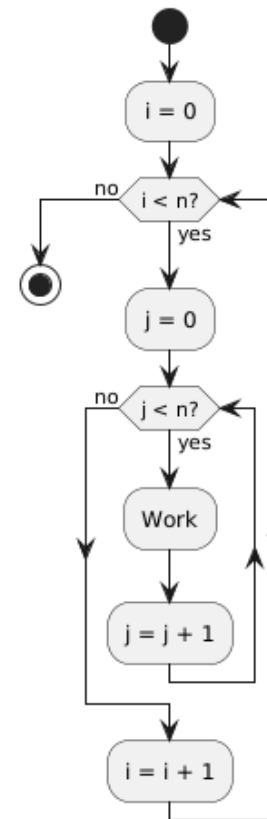 i = 0
no
i < n?
yes
j = 0
no
j < n?
yes
Work
j = j + 1
i = i + 1